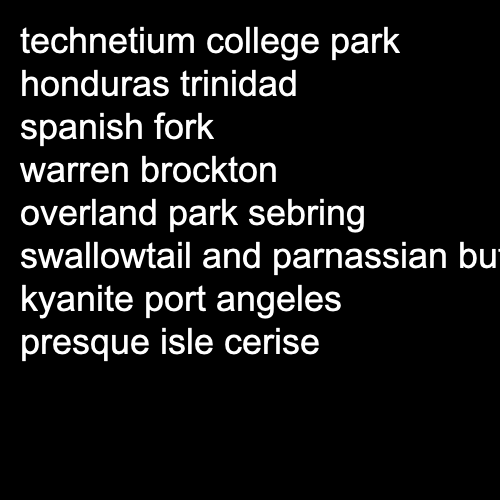 technetium college park
honduras trinidad
spanish fork
warren brockton
overland park sebring
swallowtail and parnassian
kyanite port angeles
presque isle cerise